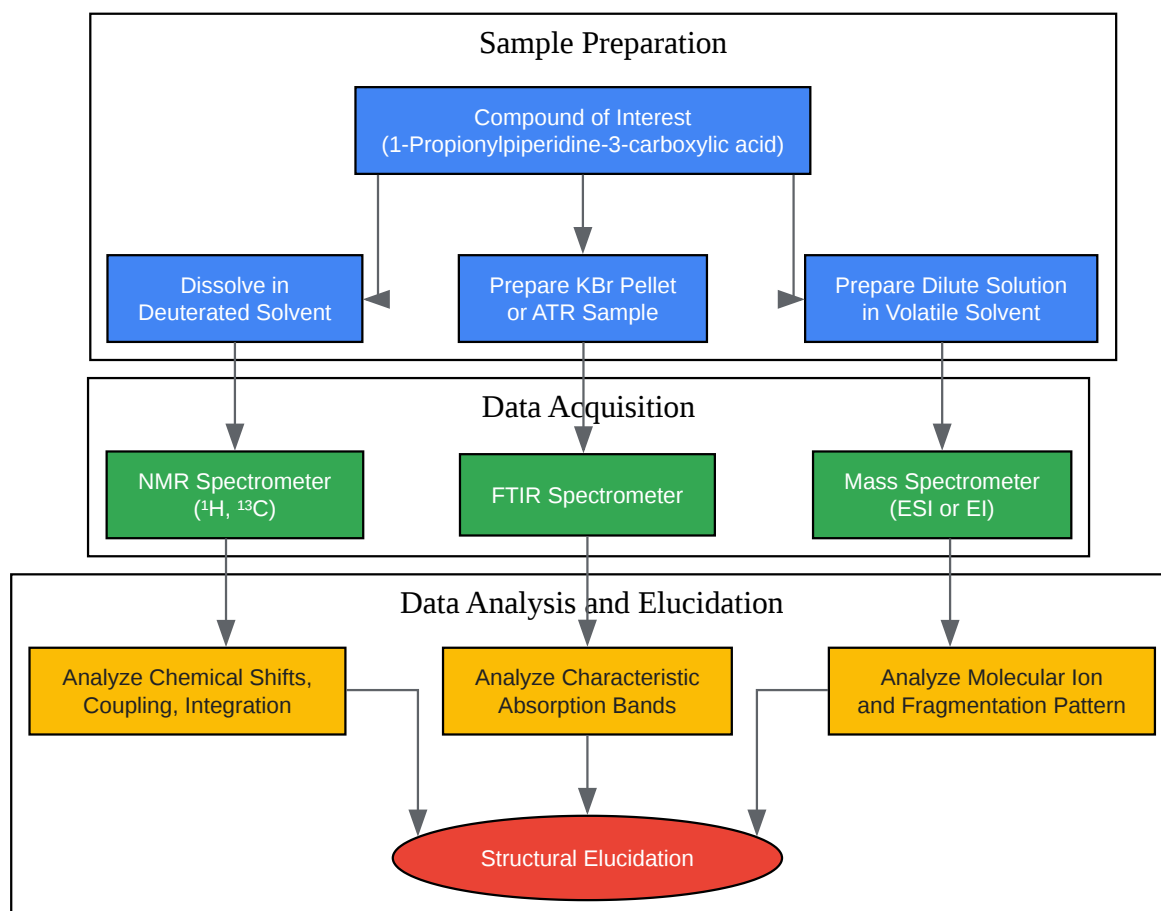 Sample Preparation
Compound of Interest
(1-Propionylpiperidine-3-carboxylic acid)
Dissolve in
Deuterated Solvent
Prepare KBr Pellet
or ATR Sample
Prepare Dilute Solution
in Volatile Solvent
Data Acquisition
NMR Spectrometer
(¹H, ¹³C)
FTIR Spectrometer
Mass Spectrometer
(ESI or EI)
Data Analysis and Elucidation
Analyze Chemical Shifts,
Coupling, Integration
Analyze Characteristic
Absorption Bands
Analyze Molecular Ion
and Fragmentation Pattern
Structural Elucidation